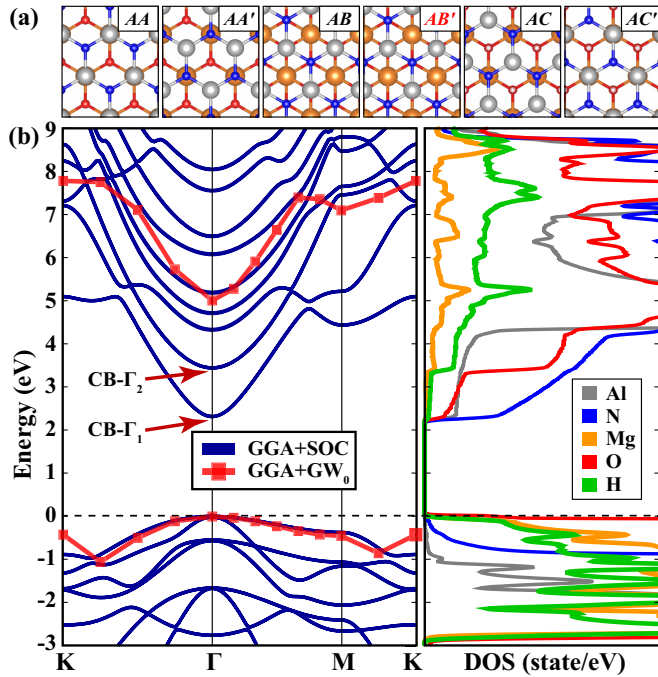 (a) AA AA' AB AB' AC AC'
(b)
9
8
7
6
5
4
3
2
1
0
-1
-2
-3
Energy (eV)
CB-Γ2
CB-Γ1
GGA+SOC
GGA+GW0
Al
N
Mg
O
H
K Γ M K
DOS (state/eV)